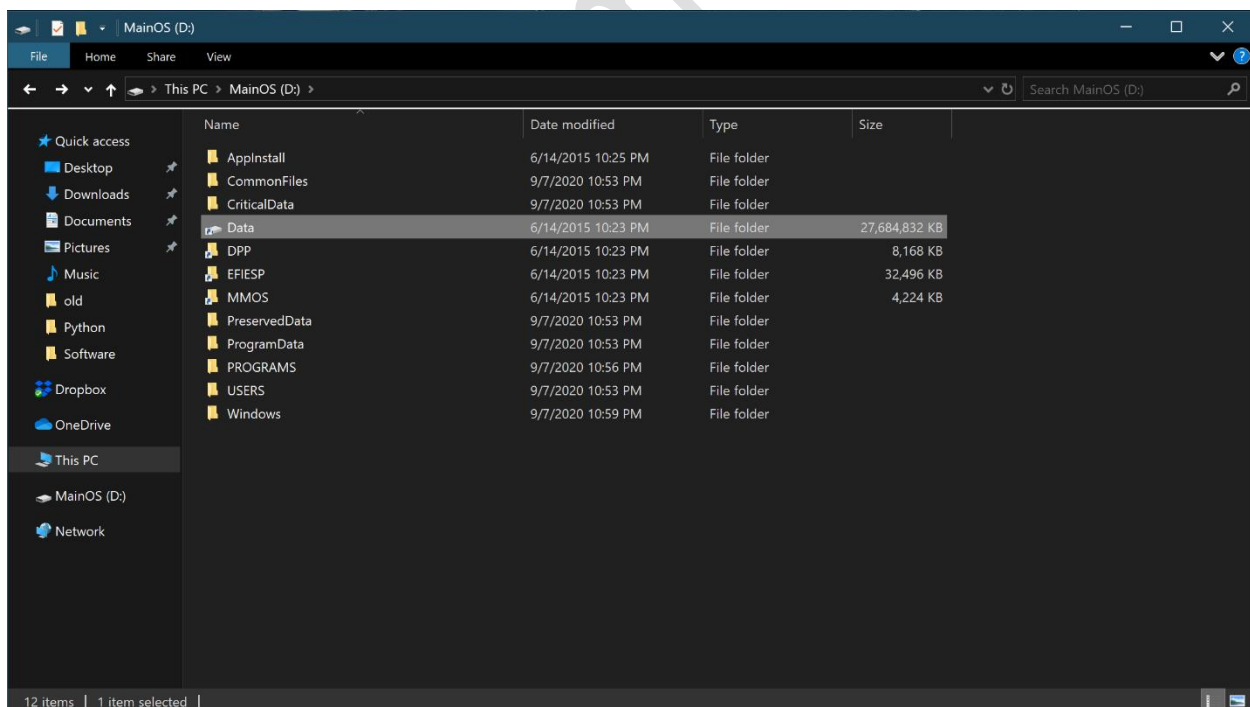 MainOS (D:)
File Home Share View
This PC > MainOS (D:) > Search MainOS (D:)
Name Date modified Type Size
Quick access
Desktop
Downloads
Documents
Pictures
Music
old
Python
Software
Dropbox
OneDrive
This PC
MainOS (D:)
Network
AppInstall 6/14/2015 10:25 PM File folder
CommonFiles 9/7/2020 10:53 PM File folder
CriticalData 9/7/2020 10:53 PM File folder
Data 6/14/2015 10:23 PM File folder 27,684,832 KB
DPP 6/14/2015 10:23 PM File folder 8,168 KB
EFIESP 6/14/2015 10:23 PM File folder 32,496 KB
MMOS 6/14/2015 10:23 PM File folder 4,224 KB
PreservedData 9/7/2020 10:53 PM File folder
ProgramData 9/7/2020 10:53 PM File folder
PROGRAMS 9/7/2020 10:56 PM File folder
USERS 9/7/2020 10:53 PM File folder
Windows 9/7/2020 10:59 PM File folder
12 items | 1 item selected |